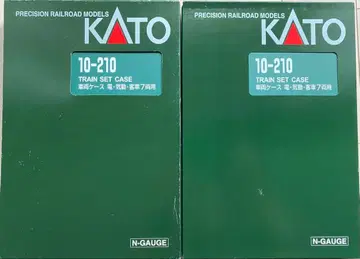 PRECISION RAILROAD MODELS
KATO
10-210
TRAIN SET CASE
車両ケース 電・気動・客車7両用
N-GAUGE
PRECISION RAILROAD MODELS
KATO
10-210
TRAIN SET CASE
車両ケース 電・気動・客車7両用
N-GAUGE